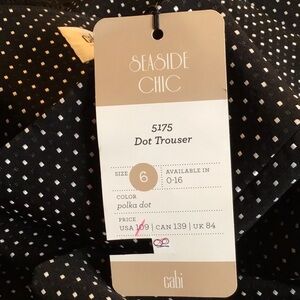 SEASIDE
CHIC
5175
Dot Trouser
SIZE 6 AVAILABLE IN
0-16
COLOR
polka dot
PRICE
USA 109 | CAN 139 | UK 84
cabi